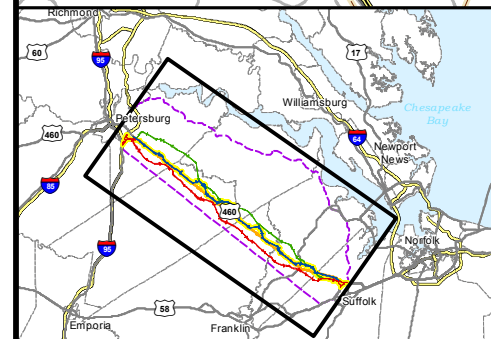 Richmond
60
95
17
Williamsburg
Chesapeake
Bay
Petersburg
460
64
Newport
News
85
460
95
Norfolk
Suffolk
58
Emporia
Franklin